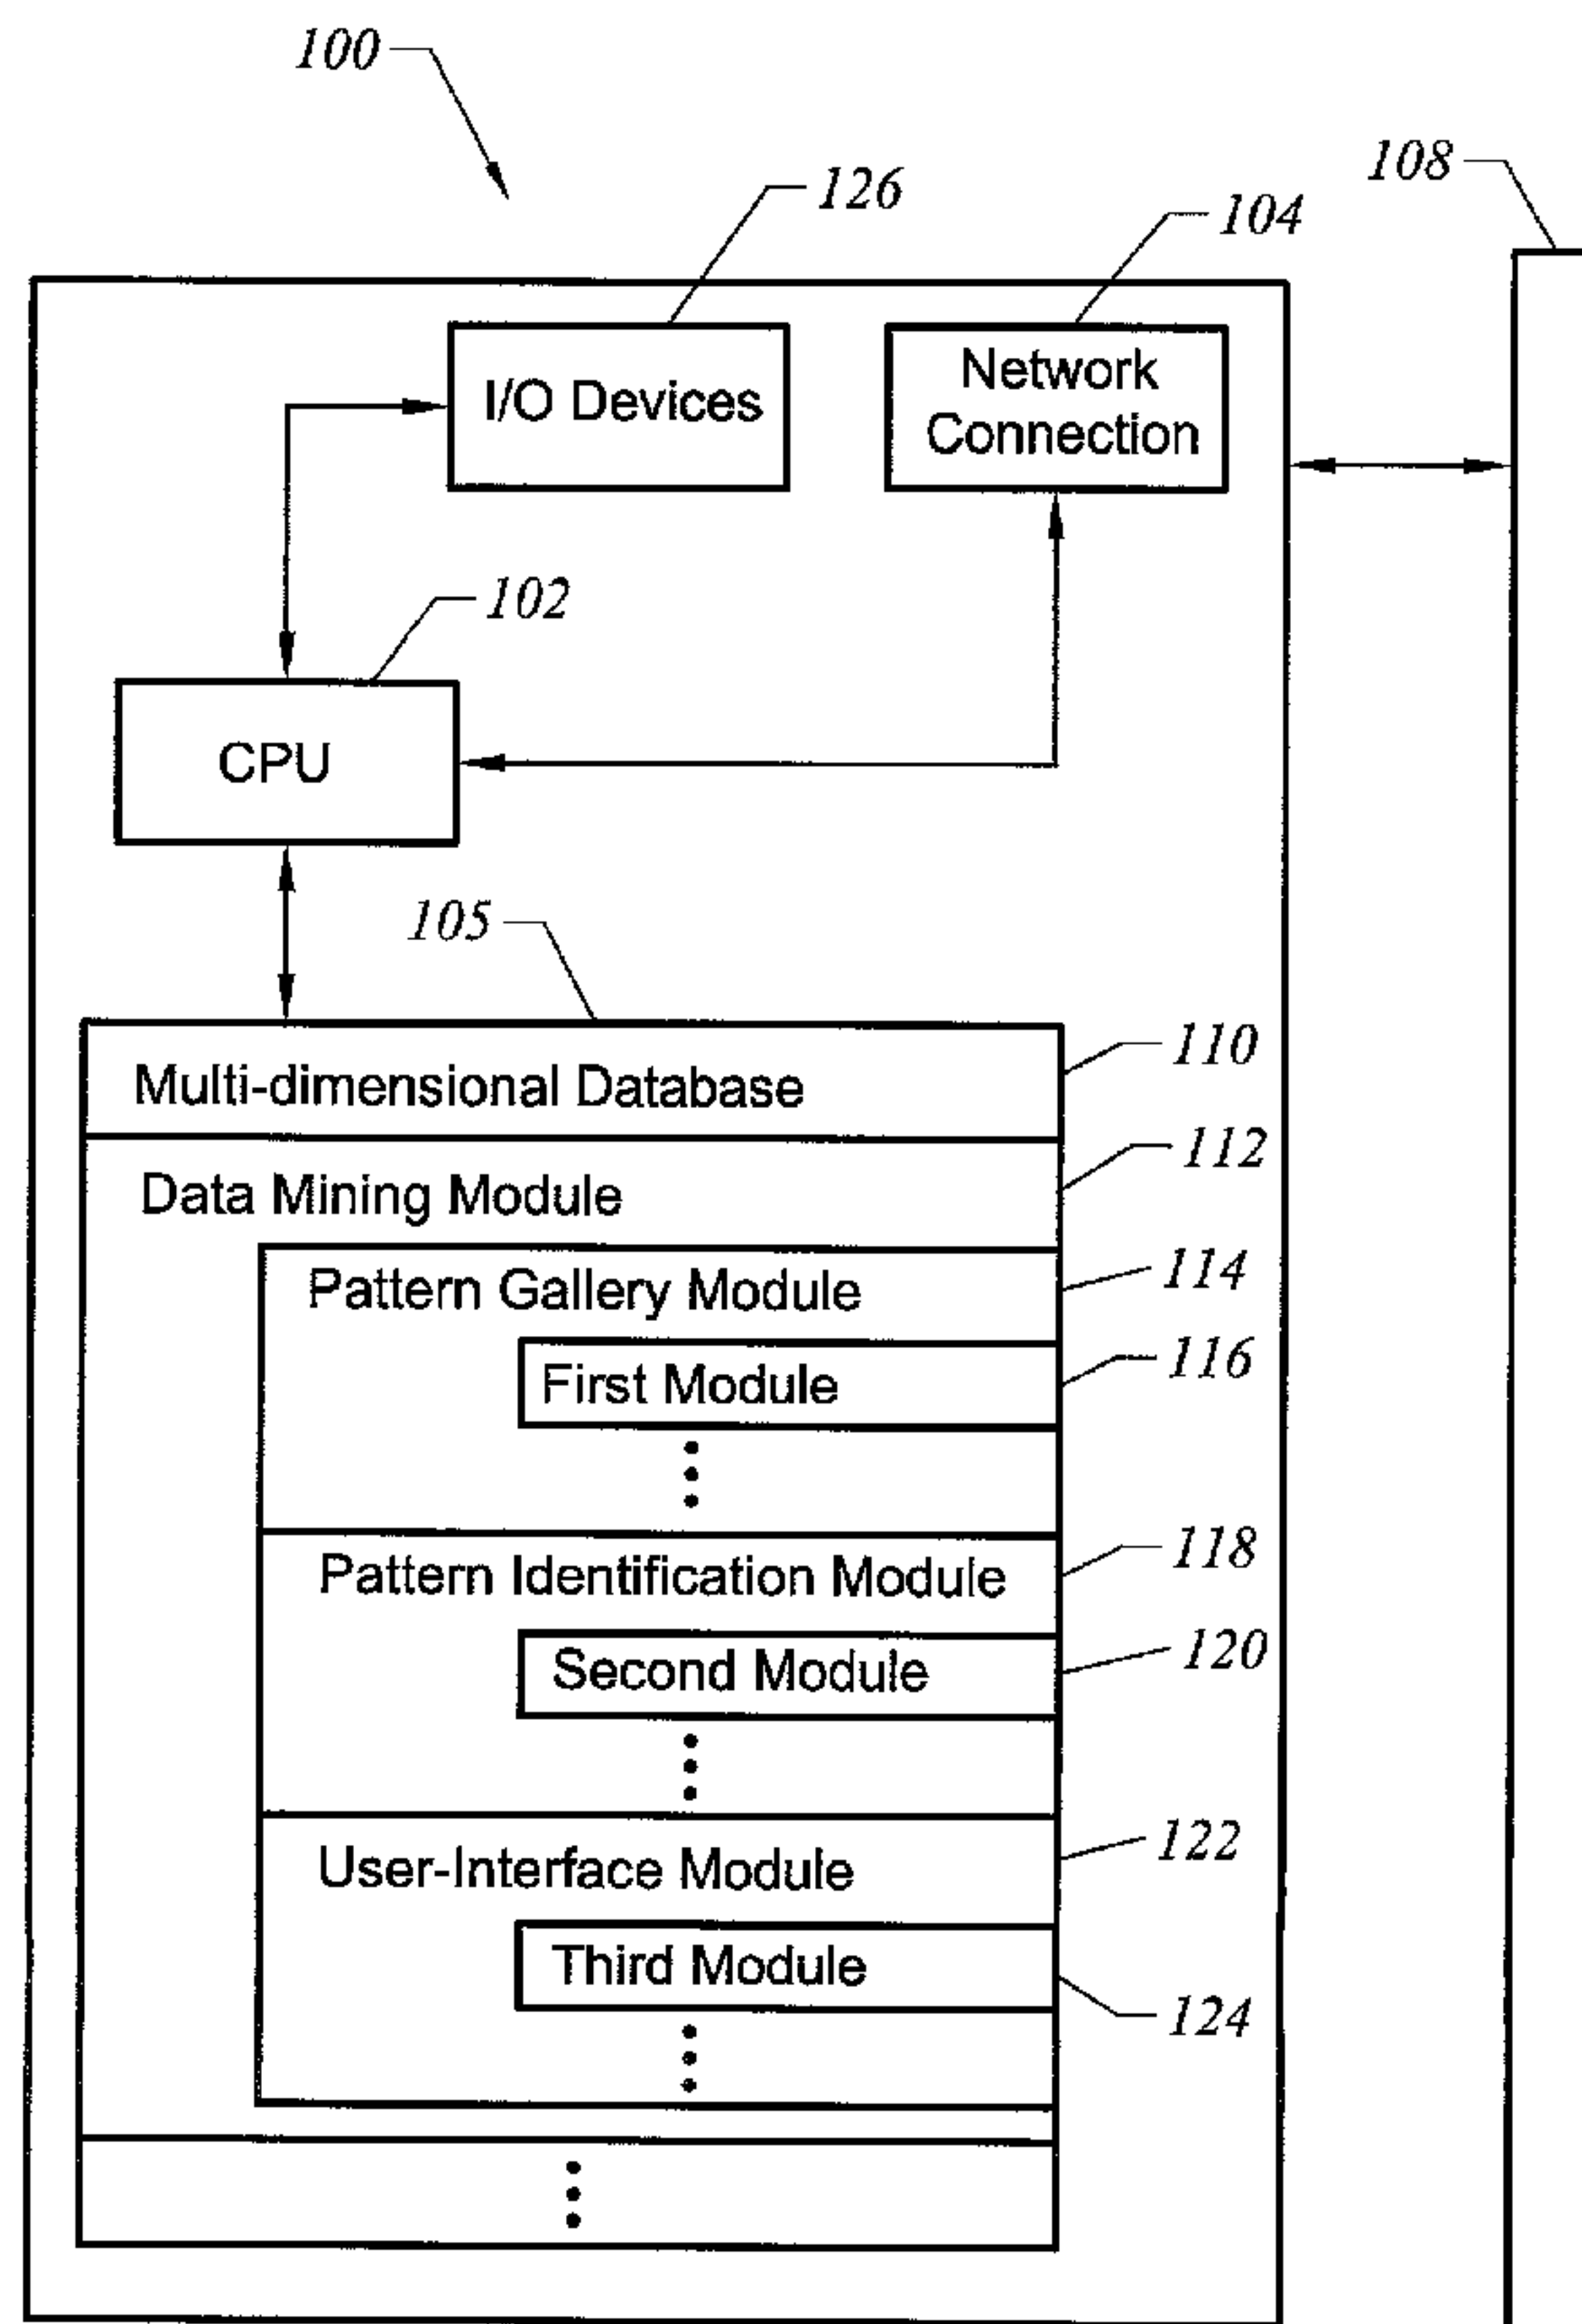 100
108
126
104
I/O Devices
Network
Connection
102
CPU
105
Multi-dimensional Database
110
Data Mining Module
112
Pattern Gallery Module
114
First Module
116
Pattern Identification Module
118
Second Module
120
User-Interface Module
122
Third Module
124